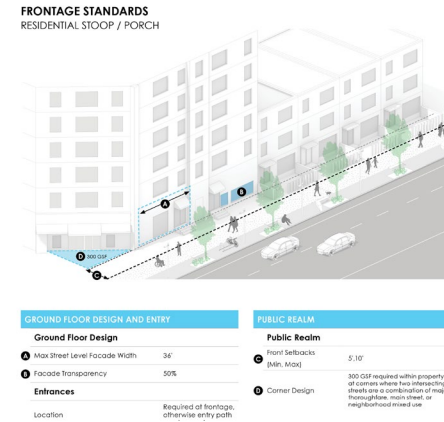 FRONTAGE STANDARDS
RESIDENTIAL STOOP / PORCH
A
B
D 300 GSF
C
GROUND FLOOR DESIGN AND ENTRY
Ground Floor Design
A Max Street Level Facade Width 36'
B Facade Transparency 50%
Entrances
Location Required at frontage,
otherwise entry path
PUBLIC REALM
Public Realm
C Front Setbacks
(Min, Max) 5',10'
D Corner Design 300 GSF required within property
at corners where two intersecting
streets are a combination of
thoroughfare, main street, or
neighborhood mixed use